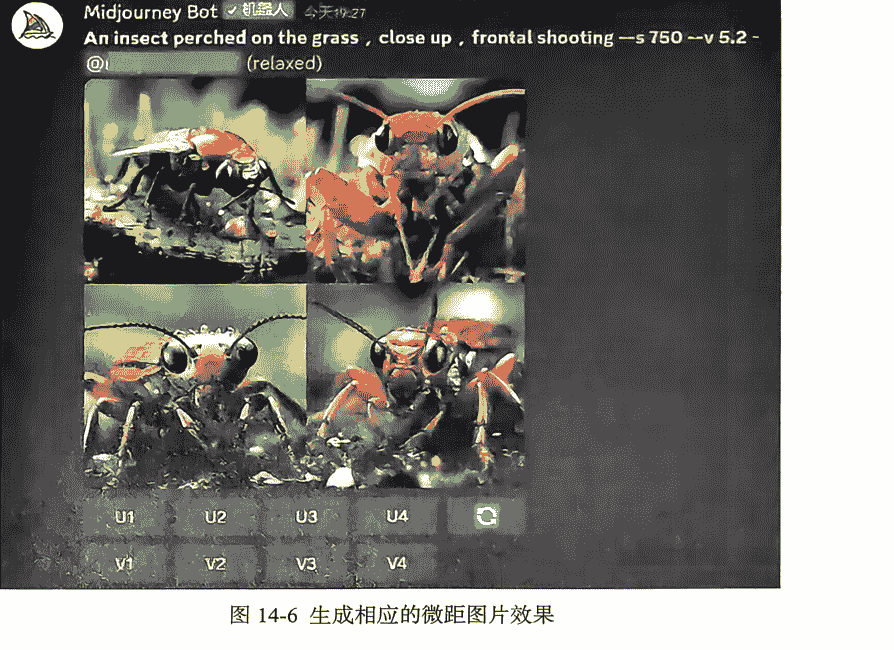 Midjourney Bot ✓机器人 今天19:27
An insect perched on the grass , close up , frontal shooting --s 750 --v 5.2 -
@ (relaxed)
U1 U2 U3 U4
V1 V2 V3 V4
图 14-6 生成相应的微距图片效果